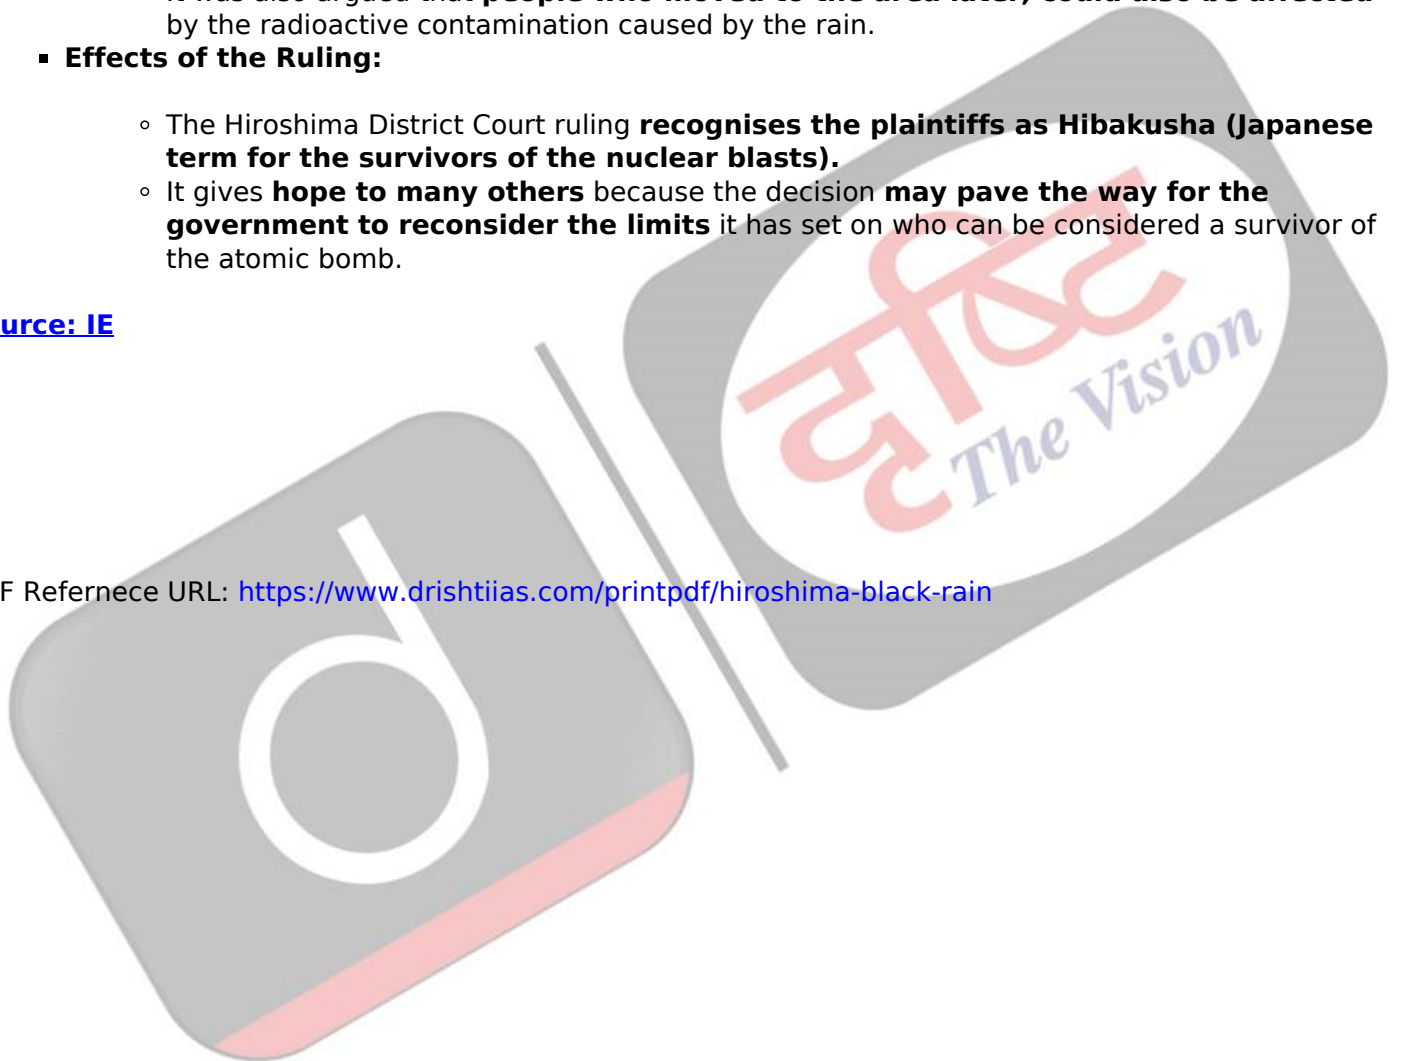 by the radioactive contamination caused by the rain.
▪ Effects of the Ruling:
◦ The Hiroshima District Court ruling recognises the plaintiffs as Hibakusha (Japanese
term for the survivors of the nuclear blasts).
◦ It gives hope to many others because the decision may pave the way for the
government to reconsider the limits it has set on who can be considered a survivor of
the atomic bomb.
urce: IE
F Refernece URL: https://www.drishtiias.com/printpdf/hiroshima-black-rain
दृष्टि
The Vision
d